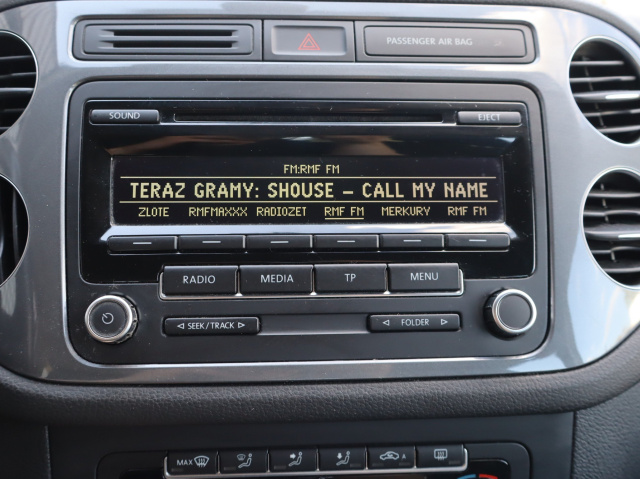 PASSENGER AIR BAG
SOUND
EJECT
FM:RMF FM
TERAZ GRAMY: SHOUSE - CALL MY NAME
ZLOTE RMFMAXXX RADIOZET RMF FM MERKURY RMF FM
RADIO MEDIA TP MENU
SEEK/TRACK
FOLDER
MAX A